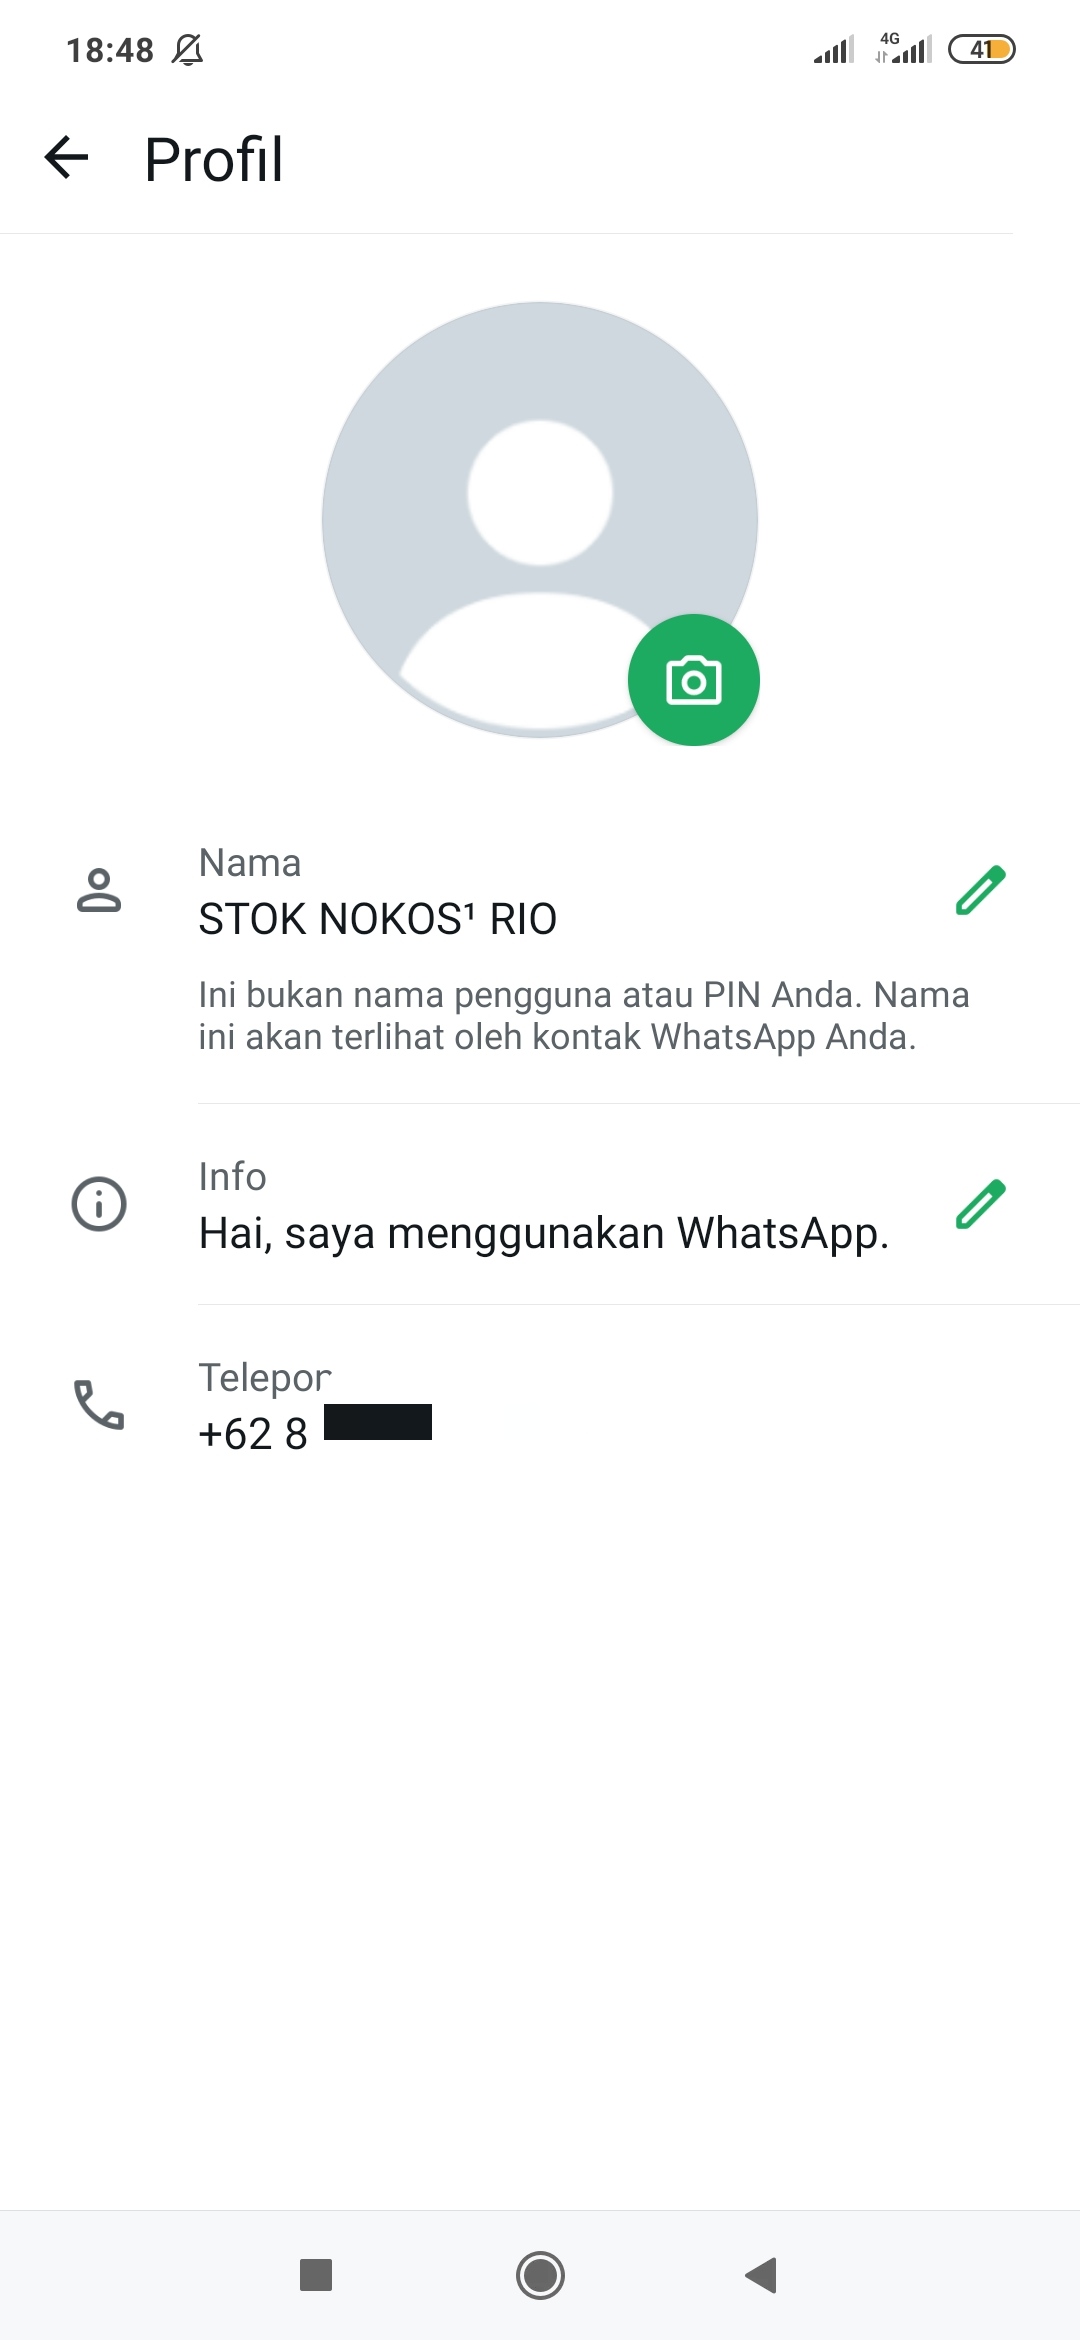 18:48
4G
41
Profil
Nama
STOK NOKOS¹ RIO
Ini bukan nama pengguna atau PIN Anda. Nama
ini akan terlihat oleh kontak WhatsApp Anda.
Info
Hai, saya menggunakan WhatsApp.
Telepon
+62 8